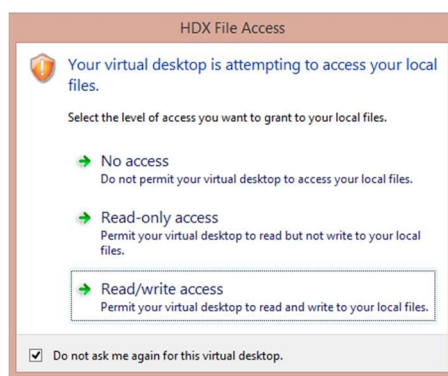 HDX File Access
Your virtual desktop is attempting to access your local
files.
Select the level of access you want to grant to your local files.
No access
Do not permit your virtual desktop to access your local files.
Read-only access
Permit your virtual desktop to read but not write to your local
files.
Read/write access
Permit your virtual desktop to read and write to your local files.
Do not ask me again for this virtual desktop.